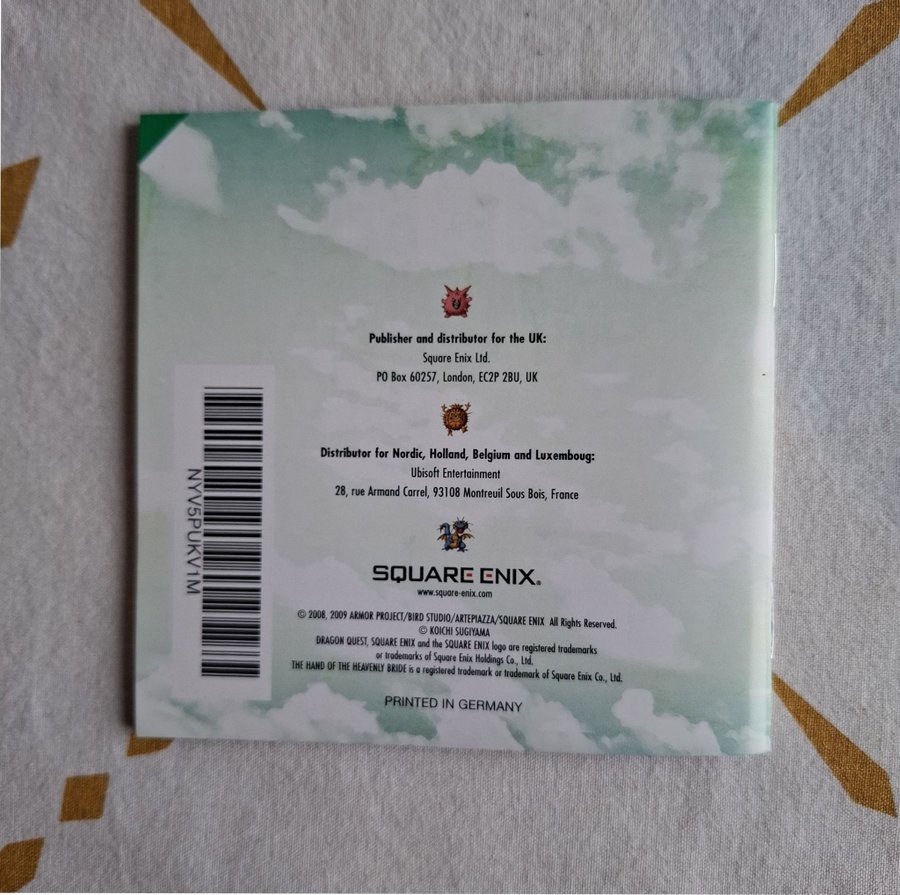 Publisher and distributor for the UK:
Square Enix Ltd.
PO Box 60257, London, EC2P 2BU, UK
Distributor for Nordic, Holland, Belgium and Luxemboug:
Ubisoft Entertainment
28, rue Armand Carrel, 93108 Montreuil Sous Bois, France
SQUARE ENIX®
www.square-enix.com
© 2008, 2009 ARMOR PROJECT/BIRD STUDIO/ARTEPIAZZA/SQUARE ENIX All Rights Reserved.
© KOICHI SUGIYAMA
DRAGON QUEST, SQUARE ENIX and the SQUARE ENIX logo are registered trademarks
or trademarks of Square Enix Holdings Co., Ltd.
THE HAND OF THE HEAVENLY BRIDE is a registered trademark or trademark of Square Enix Co., Ltd.
PRINTED IN GERMANY
NYV5PUKV1M